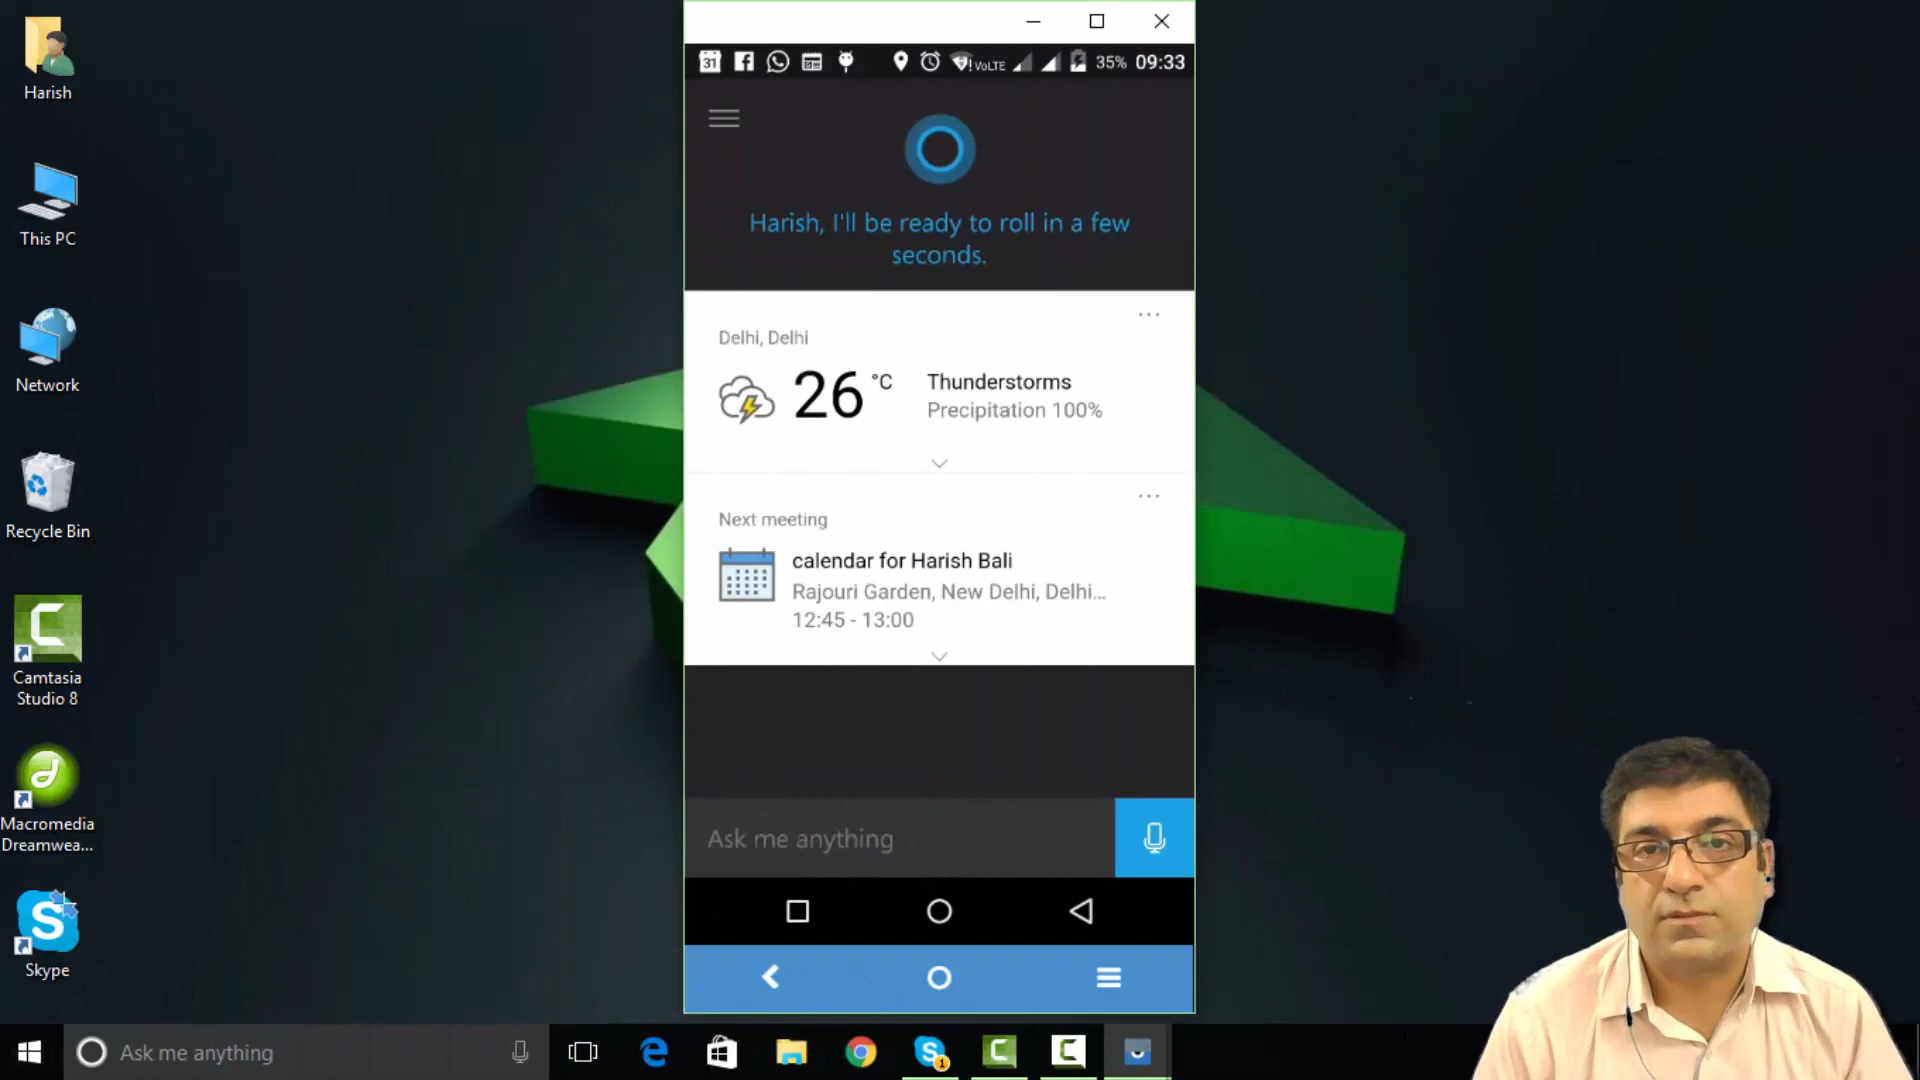 Harish
This PC
Network
Recycle Bin
Camtasia
Studio 8
Macromedia
Dreamwea...
Skype
31
VoLTE
35% 09:33
Harish, I'll be ready to roll in a few
seconds.
Delhi, Delhi
26 °C
Thunderstorms
Precipitation 100%
Next meeting
calendar for Harish Bali
Rajouri Garden, New Delhi, Delhi...
12:45 - 13:00
Ask me anything
Ask me anything
1